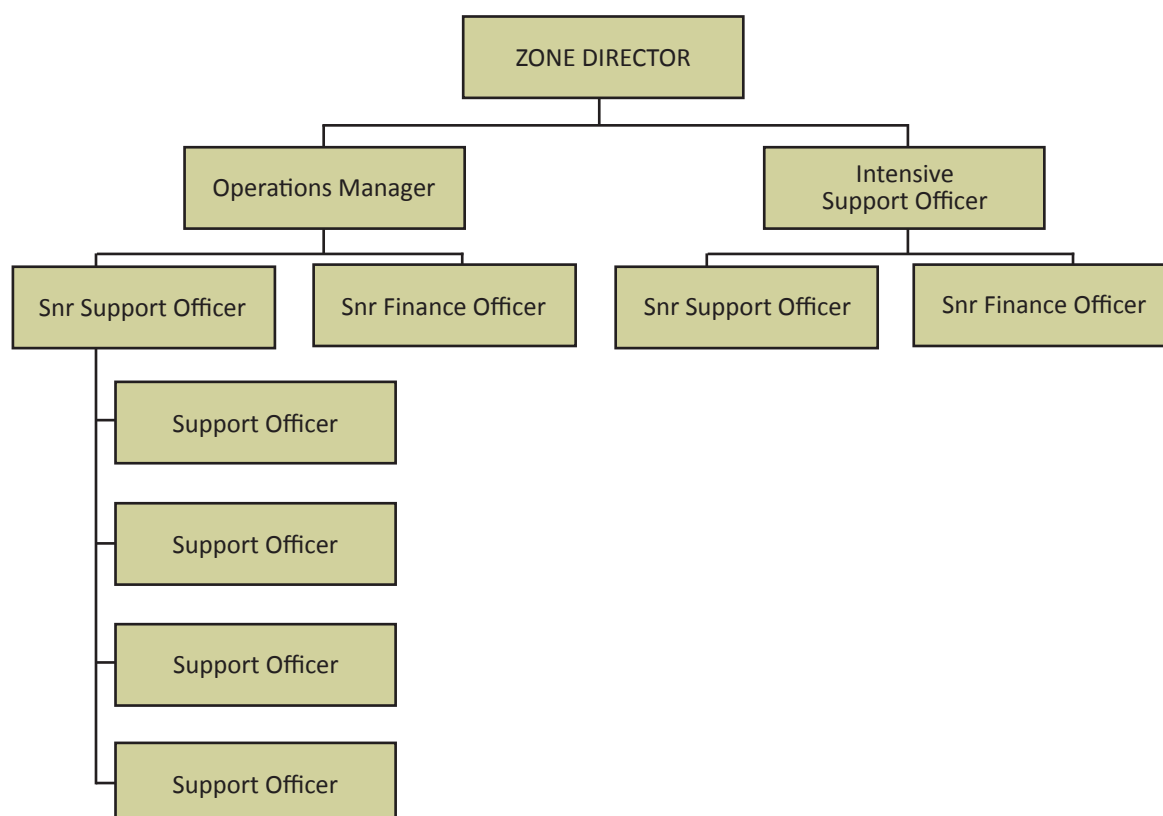 ZONE DIRECTOR
Operations Manager
Intensive
Support Officer
Snr Support Officer
Snr Finance Officer
Snr Support Officer
Snr Finance Officer
Support Officer
Support Officer
Support Officer
Support Officer